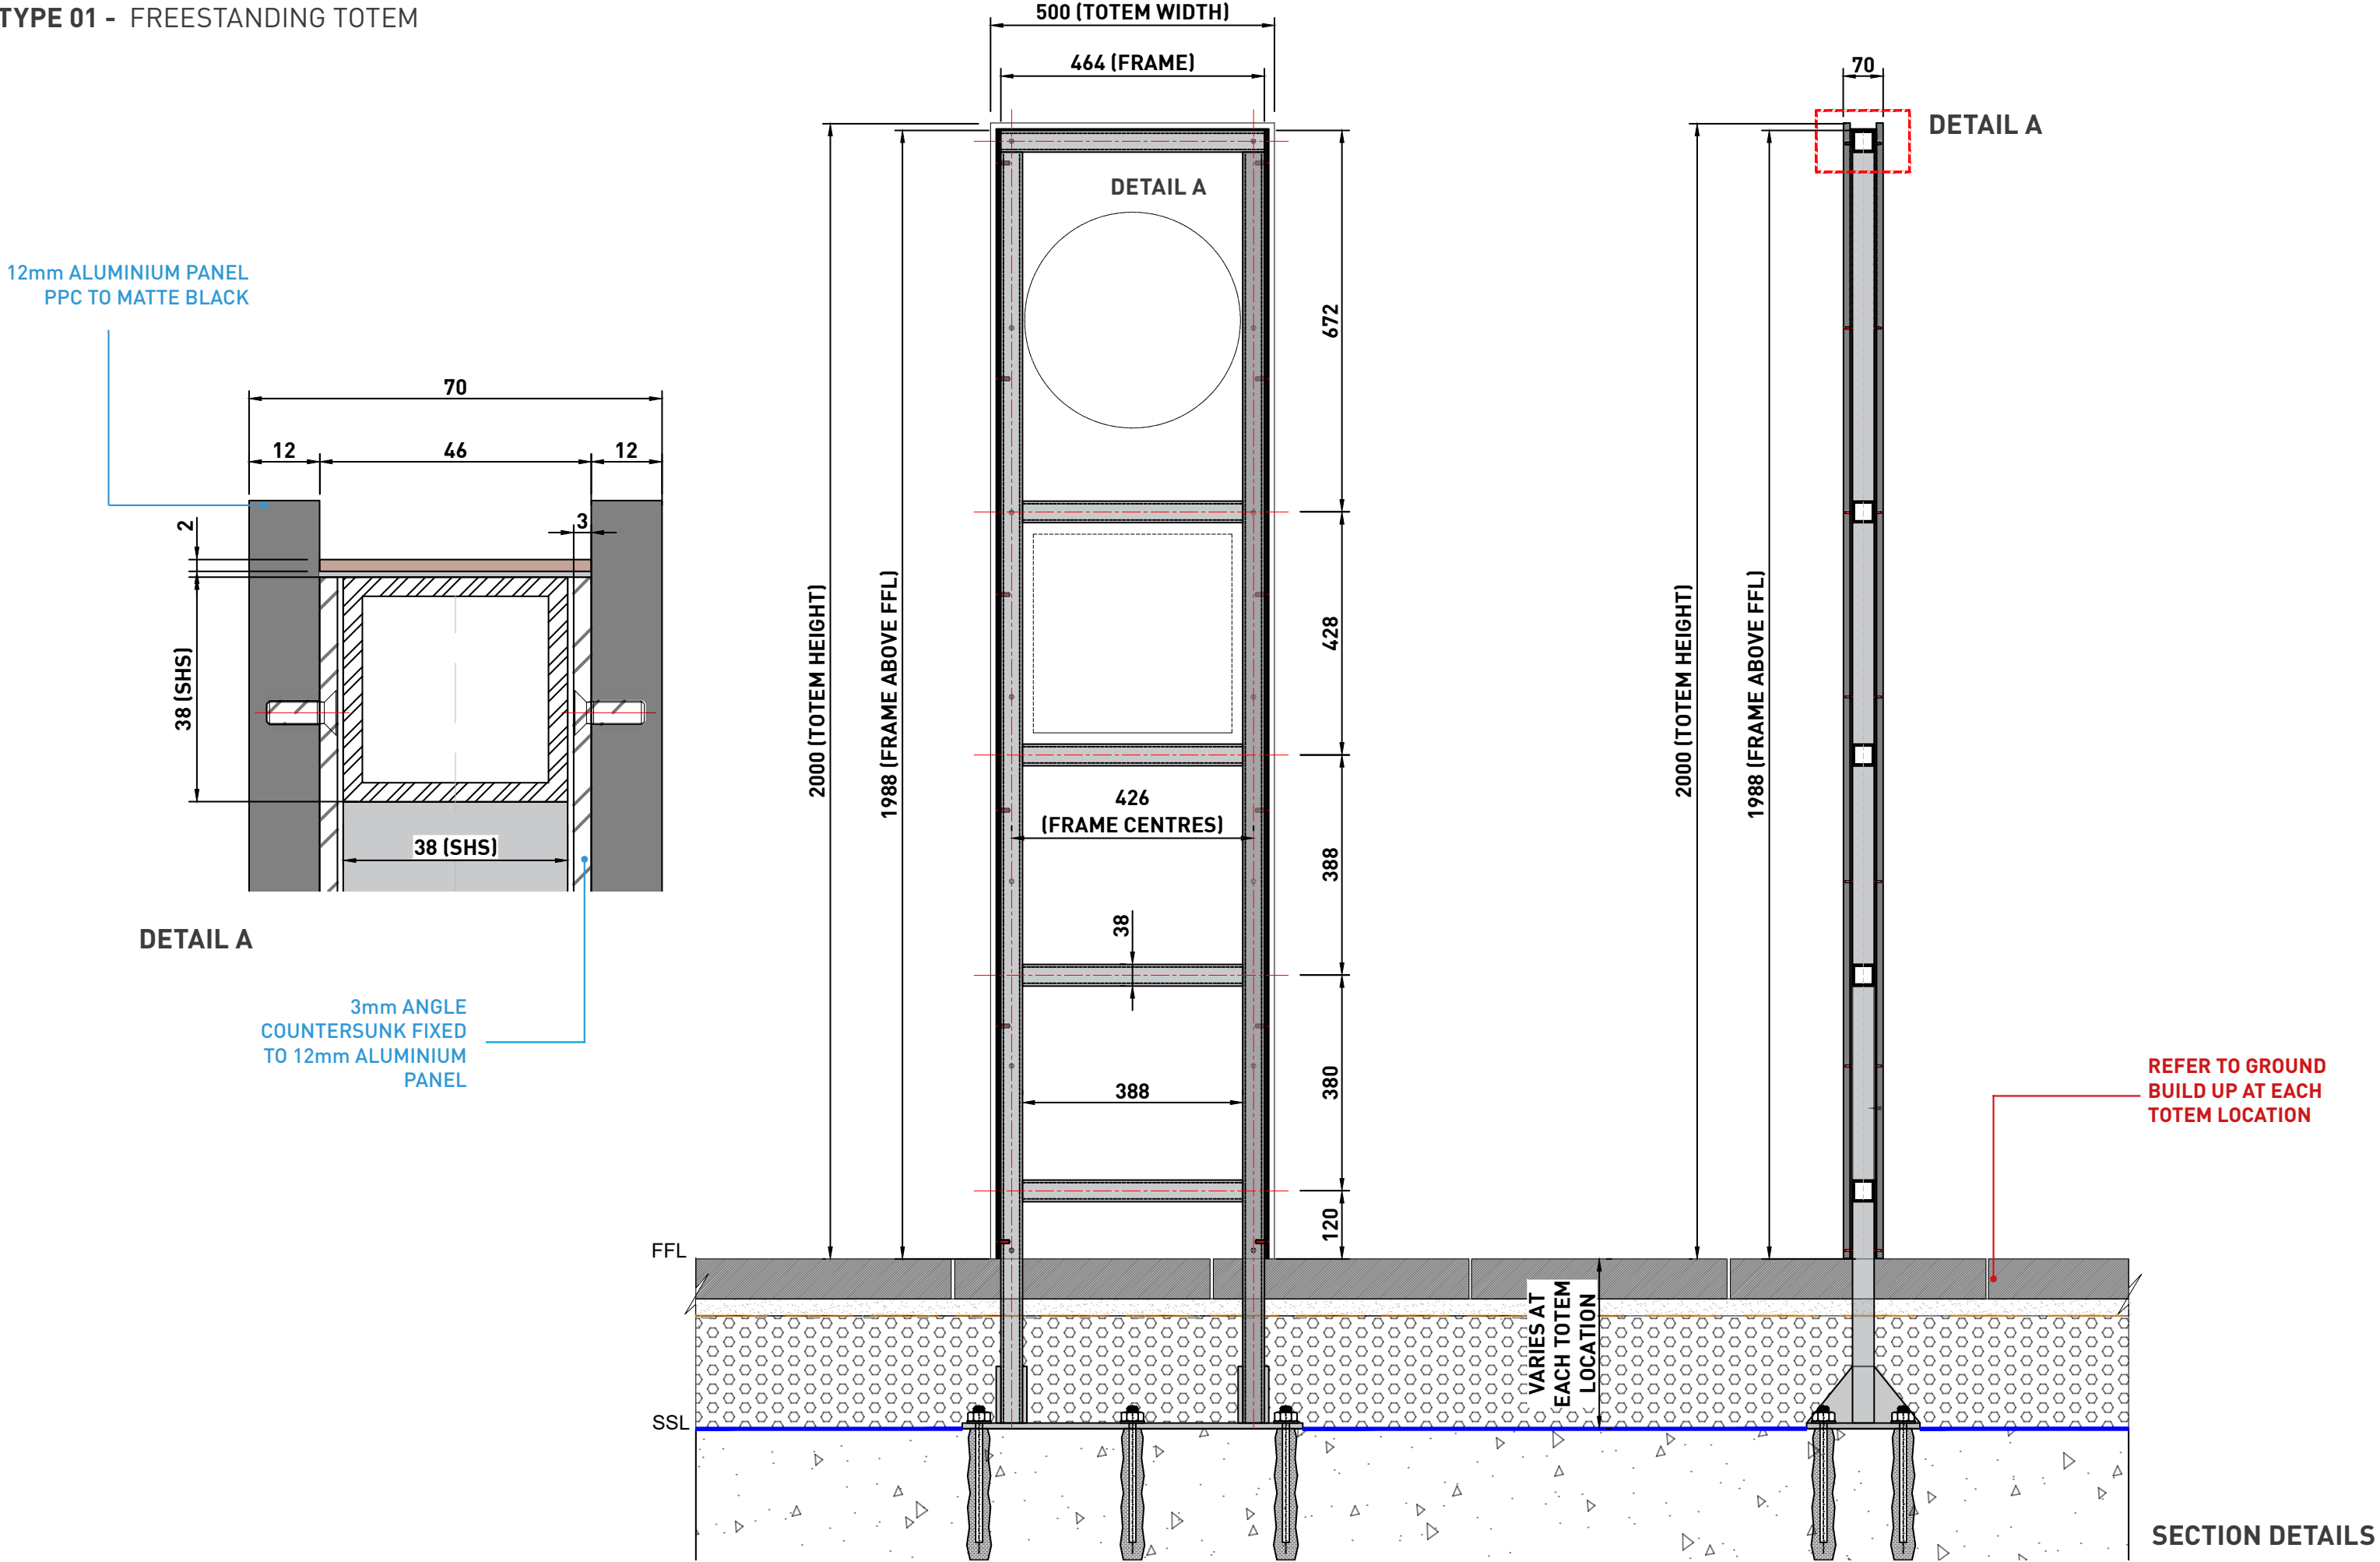 TYPE 01 - FREESTANDING TOTEM
500 (TOTEM WIDTH)
464 (FRAME)
70
DETAIL A
DETAIL A
12mm ALUMINIUM PANEL
PPC TO MATTE BLACK
70
12
46
12
2
3
38 (SHS)
38 (SHS)
DETAIL A
3mm ANGLE
COUNTERSUNK FIXED
TO 12mm ALUMINIUM
PANEL
2000 (TOTEM HEIGHT)
1988 (FRAME ABOVE FFL)
672
428
426
(FRAME CENTRES)
388
38
388
380
120
2000 (TOTEM HEIGHT)
1988 (FRAME ABOVE FFL)
REFER TO GROUND
BUILD UP AT EACH
TOTEM LOCATION
FFL
VARIES AT
EACH TOTEM
LOCATION
SSL
SECTION DETAILS